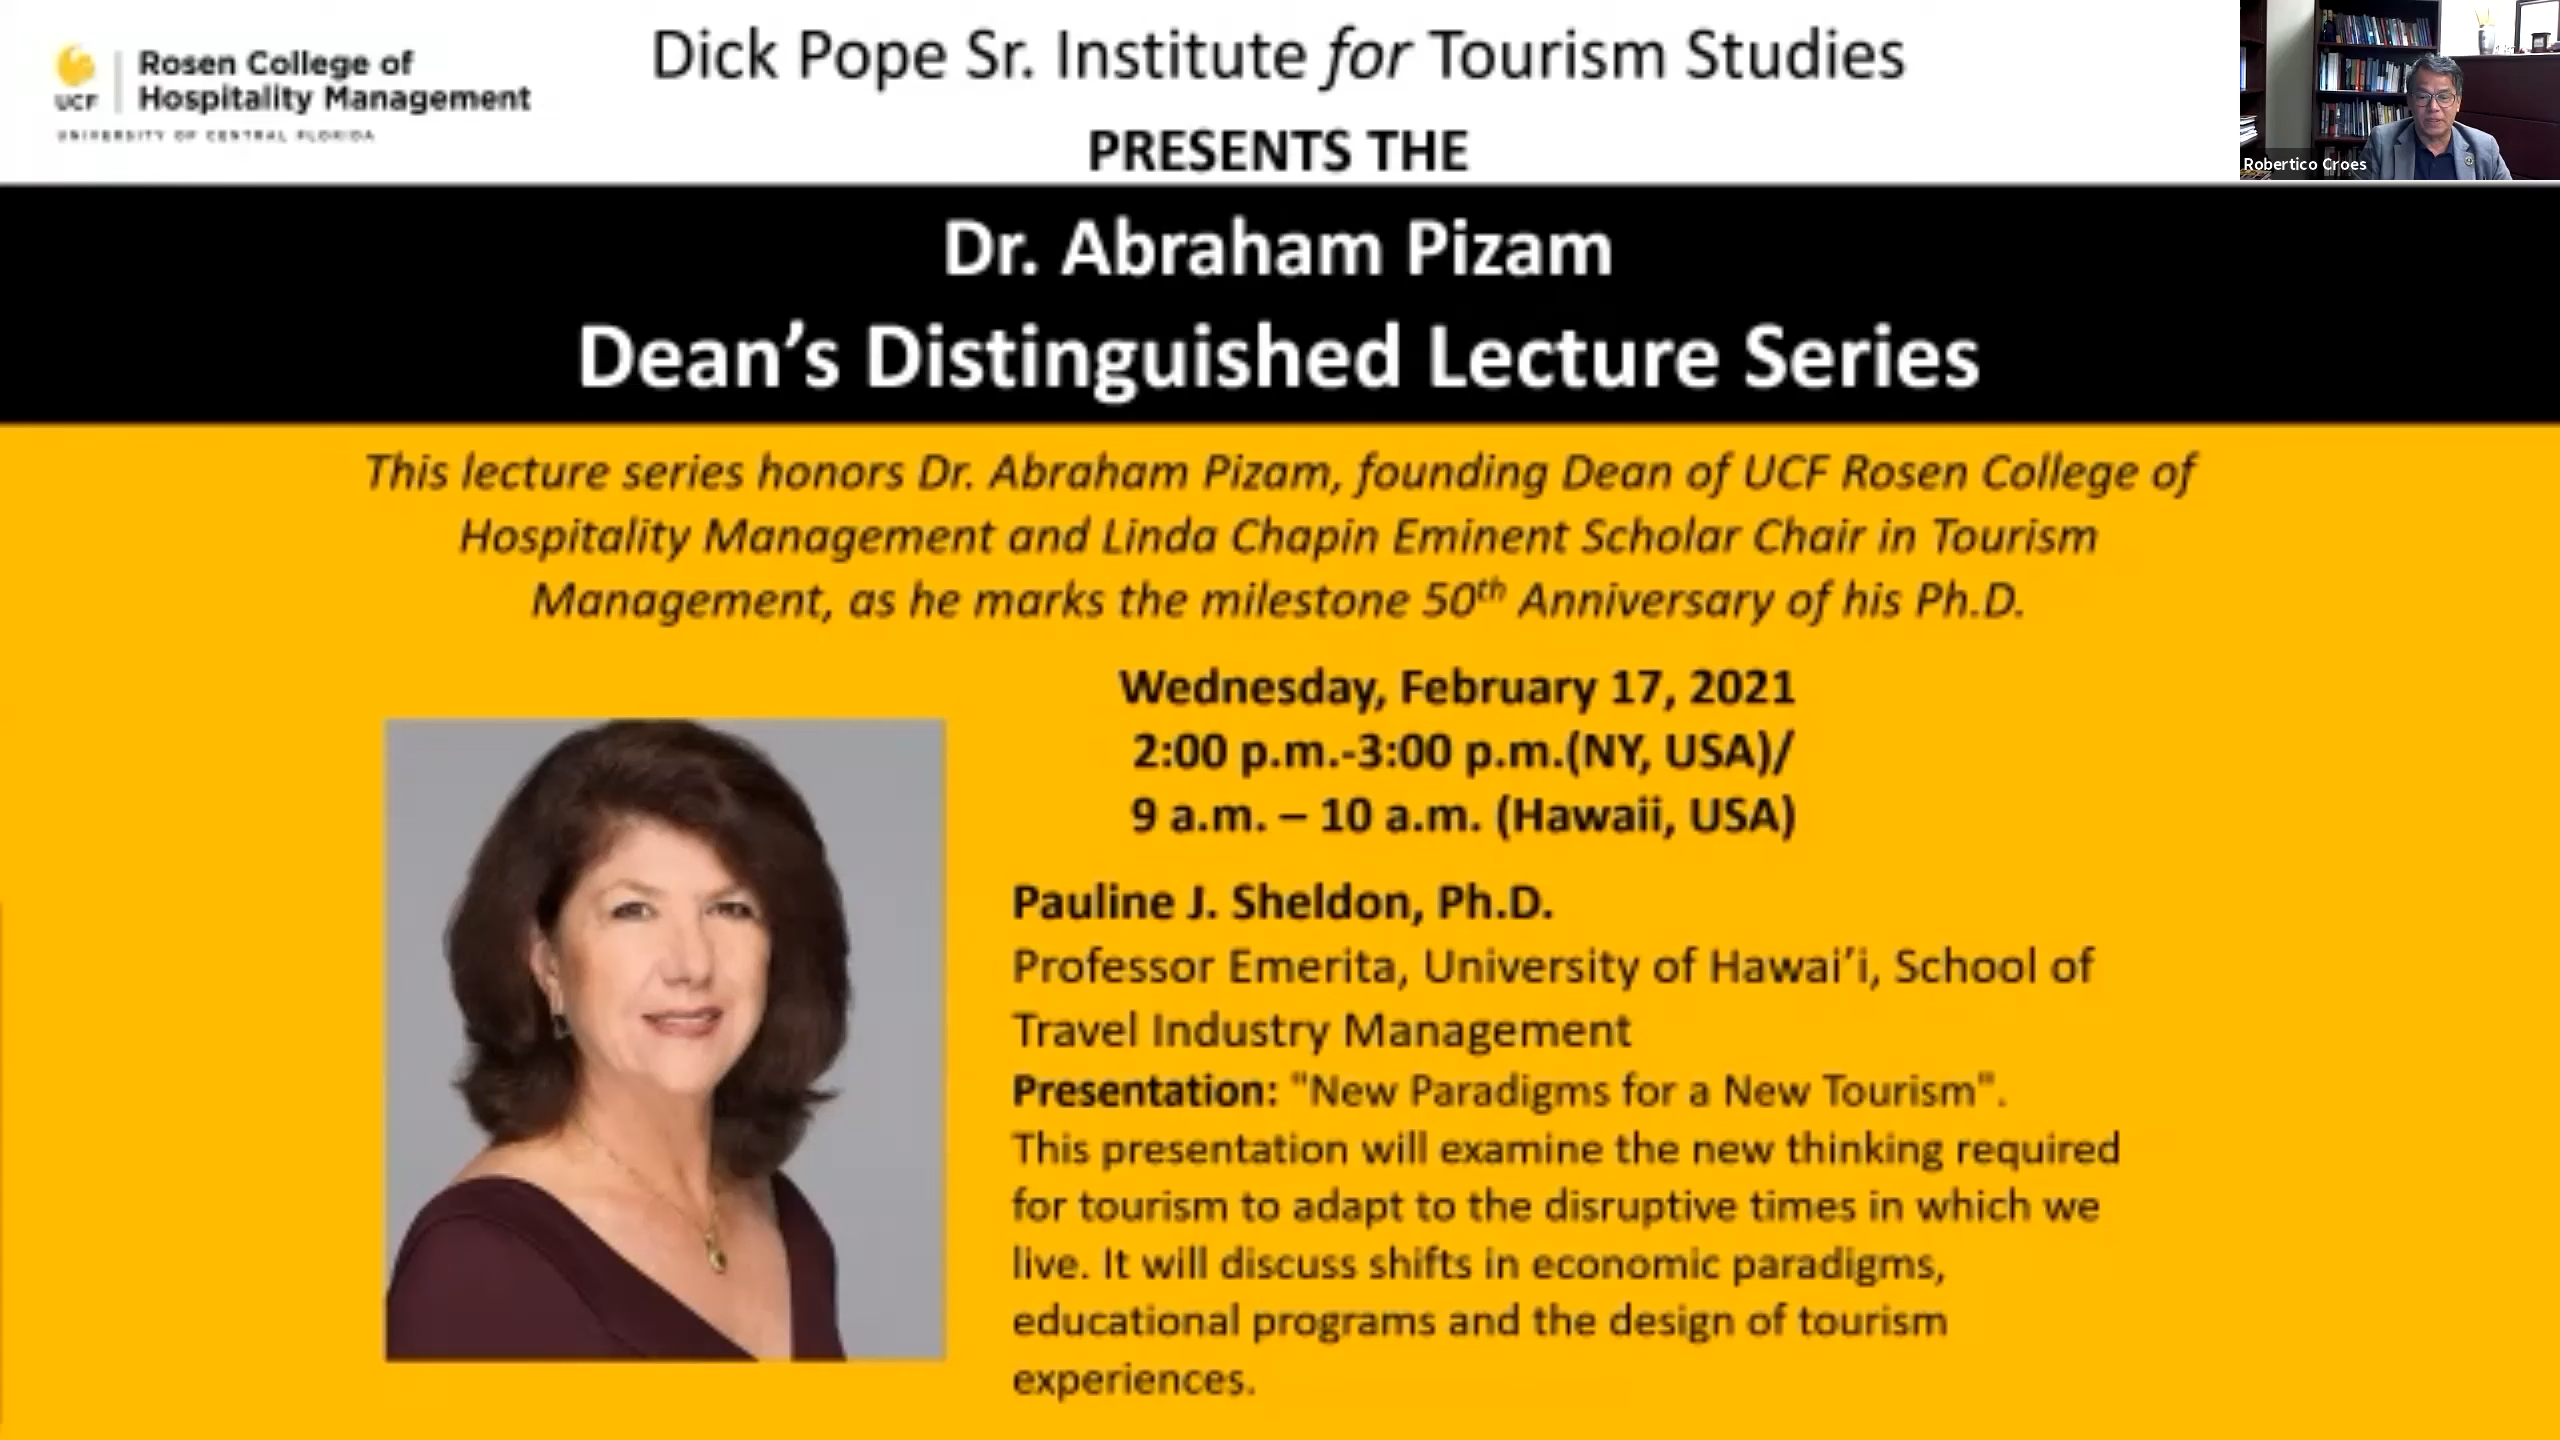 UCF
Rosen College of
Hospitality Management
UNIVERSITY OF CENTRAL FLORIDA
Dick Pope Sr. Institute for Tourism Studies
PRESENTS THE
Robertico Croes
Dr. Abraham Pizam
Dean's Distinguished Lecture Series
This lecture series honors Dr. Abraham Pizam, founding Dean of UCF Rosen College of
Hospitality Management and Linda Chapin Eminent Scholar Chair in Tourism
Management, as he marks the milestone 50th Anniversary of his Ph.D.
Wednesday, February 17, 2021
2:00 p.m.-3:00 p.m.(NY, USA)/
9 a.m. – 10 a.m. (Hawaii, USA)
Pauline J. Sheldon, Ph.D.
Professor Emerita, University of Hawai'i, School of
Travel Industry Management
Presentation: "New Paradigms for a New Tourism".
This presentation will examine the new thinking required
for tourism to adapt to the disruptive times in which we
live. It will discuss shifts in economic paradigms,
educational programs and the design of tourism
experiences.